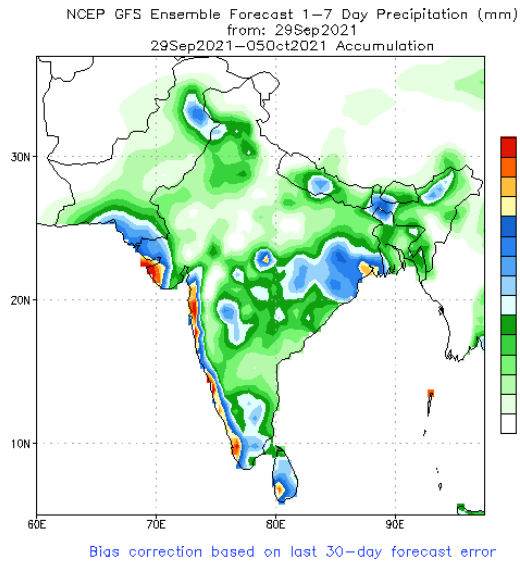 NCEP GFS Ensemble Forecast 1-7 Day Precipitation (mm)
from: 29Sep2021
29Sep2021-05Oct2021 Accumulation
30N
20N
10N
60E
70E
80E
90E
Bias correction based on last 30-day forecast error